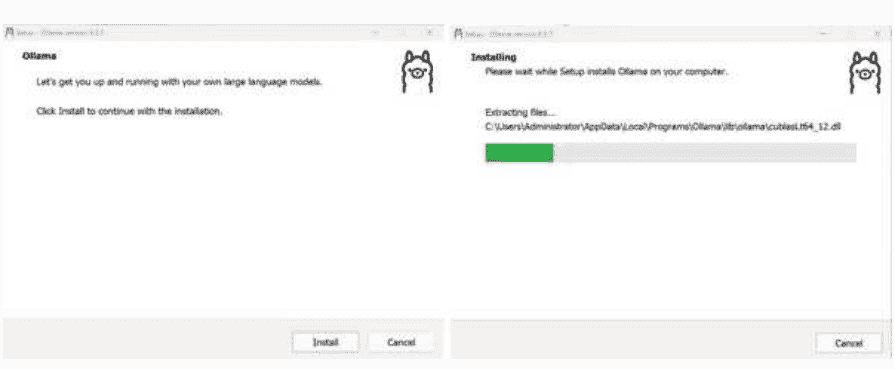 Ollama
Let's get you up and running with your own large language models.
Click Install to continue with the installation.
Install
Cancel
Installing
Please wait while Setup installs Ollama on your computer.
Extracting files...
C:\Users\Administrator\AppData\Local\Programs\Ollama\lib\ollama\cublasLt64_12.dll
Cancel